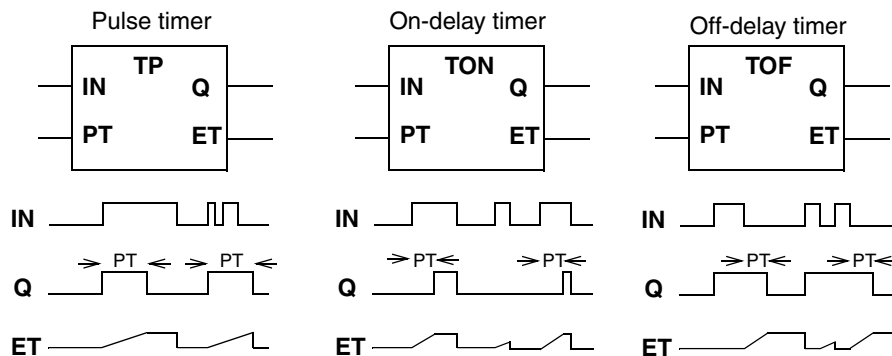 Pulse timer
On-delay timer
Off-delay timer
TP
IN Q
PT ET
TON
IN Q
PT ET
TOF
IN Q
PT ET
IN
PT PT
Q
ET
IN
PT PT
Q
ET
IN
PT PT
Q
ET